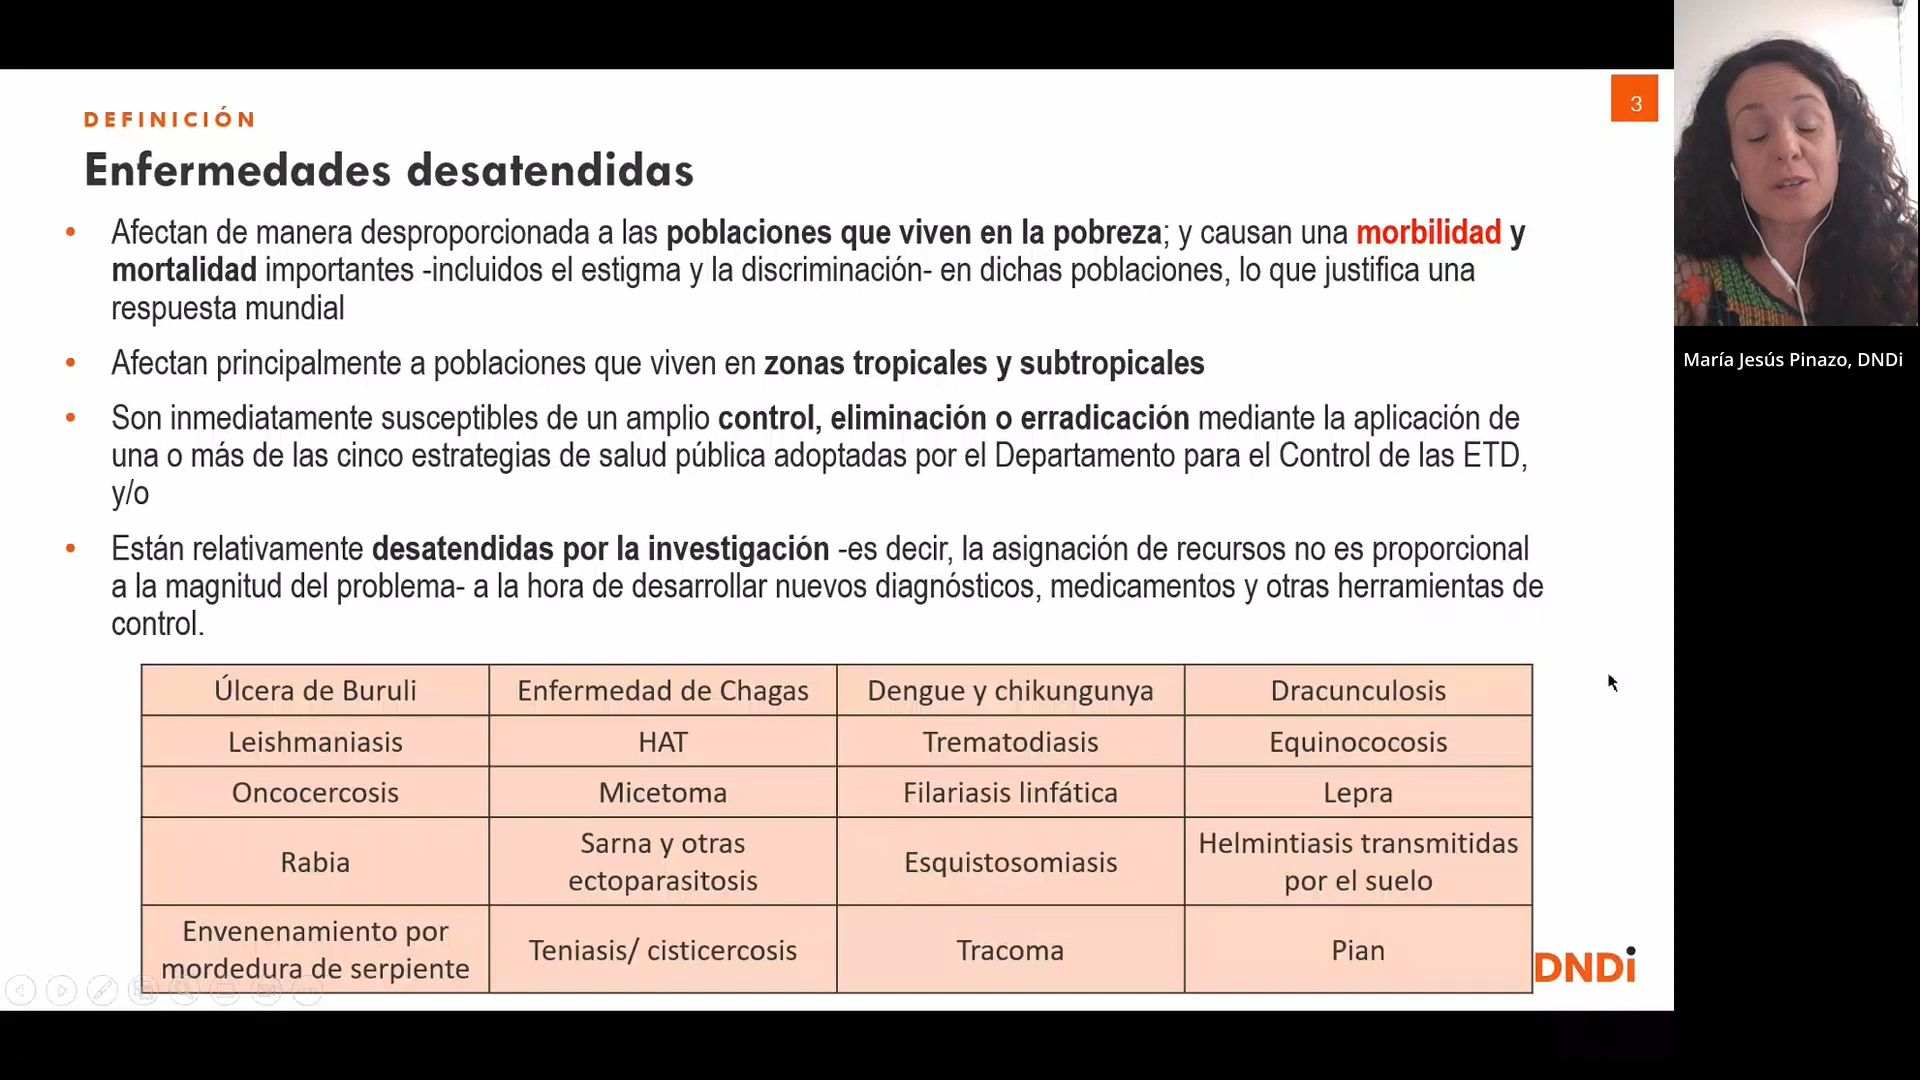 DEFINICIÓN
3
Enfermedades desatendidas
• Afectan de manera desproporcionada a las poblaciones que viven en la pobreza; y causan una morbilidad y
mortalidad importantes -incluidos el estigma y la discriminación- en dichas poblaciones, lo que justifica una
respuesta mundial
• Afectan principalmente a poblaciones que viven en zonas tropicales y subtropicales
• Son inmediatamente susceptibles de un amplio control, eliminación o erradicación mediante la aplicación de
una o más de las cinco estrategias de salud pública adoptadas por el Departamento para el Control de las ETD,
y/o
• Están relativamente desatendidas por la investigación -es decir, la asignación de recursos no es proporcional
a la magnitud del problema- a la hora de desarrollar nuevos diagnósticos, medicamentos y otras herramientas de
control.
Úlcera de Buruli Enfermedad de Chagas Dengue y chikungunya Dracunculosis
Leishmaniasis HAT Trematodiasis Equinococosis
Oncocercosis Micetoma Filariasis linfática Lepra
Rabia
Sarna y otras
ectoparasitosis
Esquistosomiasis
Helmintiasis transmitidas
por el suelo
Envenenamiento por
mordedura de serpiente
Teniasis/ cisticercosis
Tracoma
Pian
DNDi
María Jesús Pinazo, DNDi